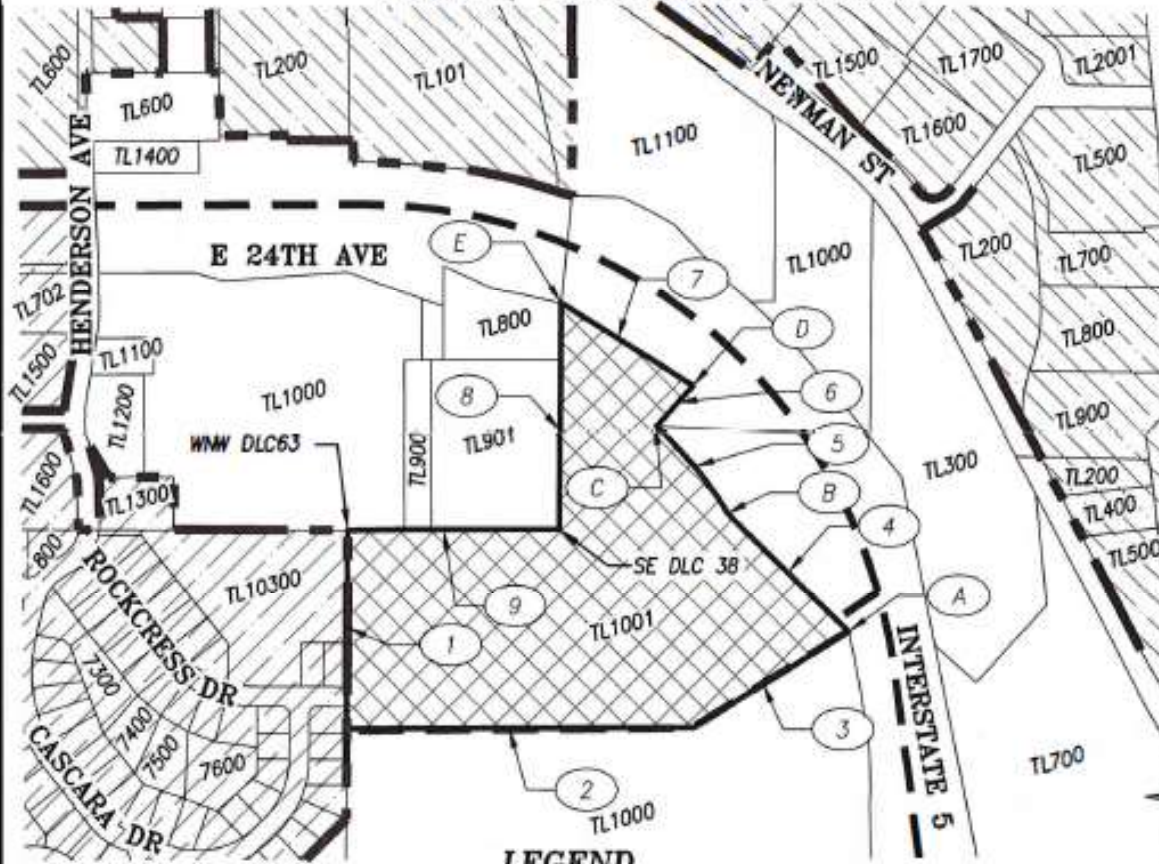 TL600
TL200
TL101
TL600
TL1400
HENDERSON AVE
TL1100
NEWMAN ST
TL1500
TL1700
TL2001
TL1600
TL500
E 24TH AVE
E
7
TL1000
TL200
TL700
TL702
TL800
D
TL800
TL1500
TL1100
TL1000
8
6
TL1200
TL901
5
TL900
WNW DLC63
TL900
TL300
TL1600
TL1300
C
B
TL200
TL400
4
TL500
800
SE DLC 38
ROCKCRESS DR
TL10300
9
A
1
TL1001
INTERSTATE 5
7300
7400
7500
7600
CASCARA DR
3
2
TL700
TL1000
LEGEND